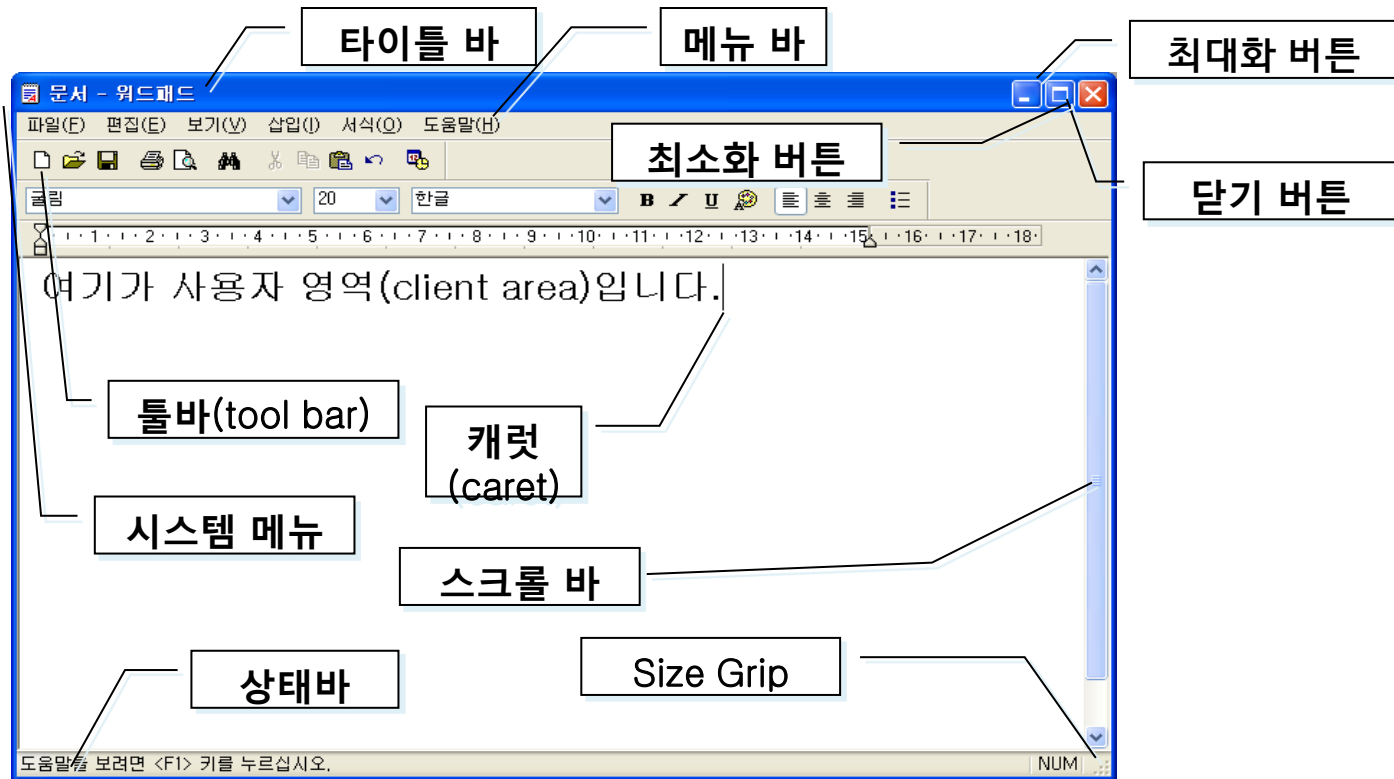 타이틀 바
메뉴 바
최대화 버튼
문서 - 워드패드
파일(F) 편집(E) 보기(V) 삽입(I) 서식(O) 도움말(H)
최소화 버튼
닫기 버튼
굴림 20 한글 B I U
1 2 3 4 5 6 7 8 9 10 11 12 13 14 15 16 17 18
여기가 사용자 영역(client area)입니다.
툴바(tool bar)
캐럿
(caret)
시스템 메뉴
스크롤 바
상태바
Size Grip
도움말을 보려면 <F1> 키를 누르십시오. NUM